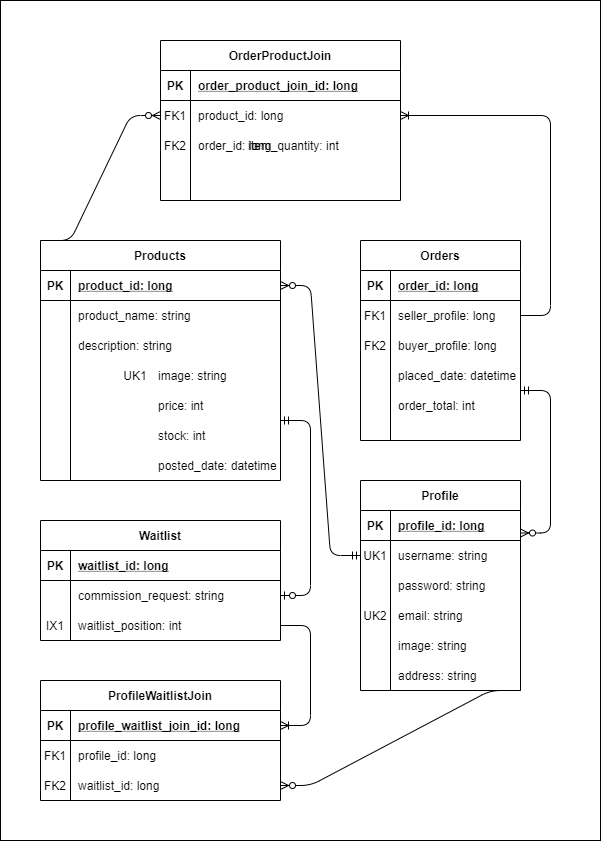 OrderProductJoin
PK order_product_join_id: long
FK1 product_id: long
FK2 order_id: long item_quantity: int
Products
PK product_id: long
product_name: string
description: string
UK1 image: string
price: int
stock: int
posted_date: datetime
Orders
PK order_id: long
FK1 seller_profile: long
FK2 buyer_profile: long
placed_date: datetime
order_total: int
Waitlist
PK waitlist_id: long
commission_request: string
IX1 waitlist_position: int
Profile
PK profile_id: long
UK1 username: string
password: string
UK2 email: string
image: string
address: string
ProfileWaitlistJoin
PK profile_waitlist_join_id: long
FK1 profile_id: long
FK2 waitlist_id: long